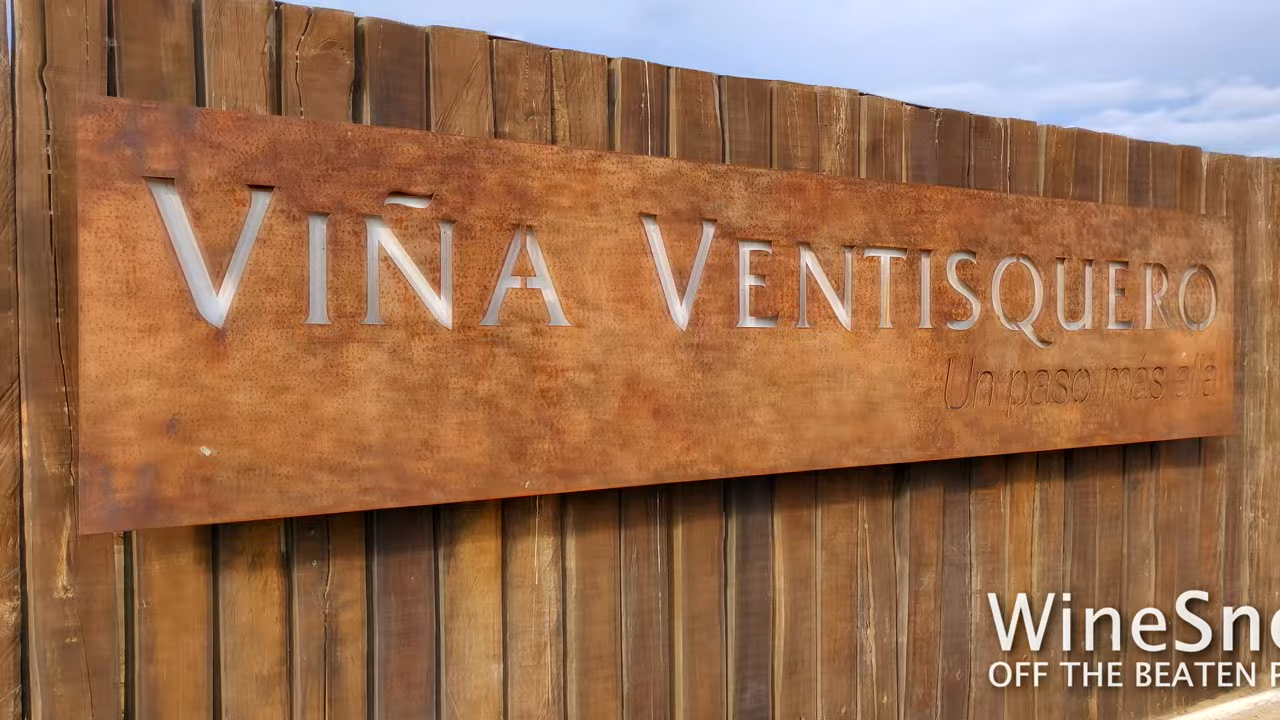 VIÑA VENTISQUERO
Un paso más allá
WineSn
OFF THE BEATEN